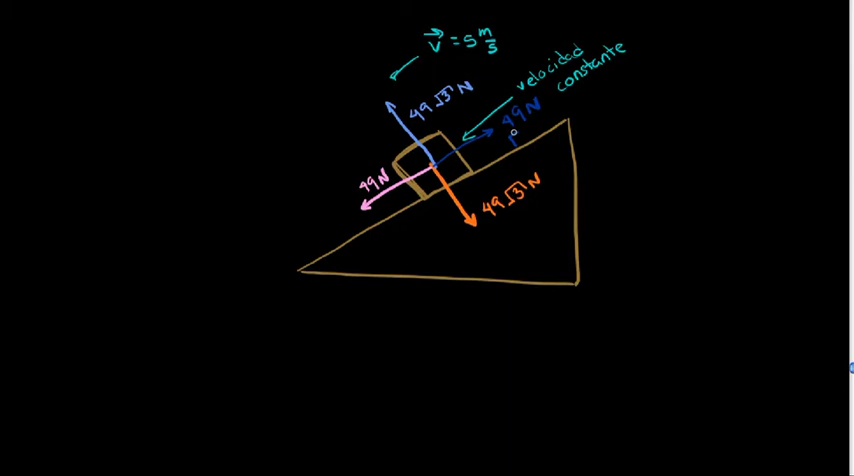 v = 5 m/s
velocidad
constante
49√3 N
49 N
49 N
49√3 N